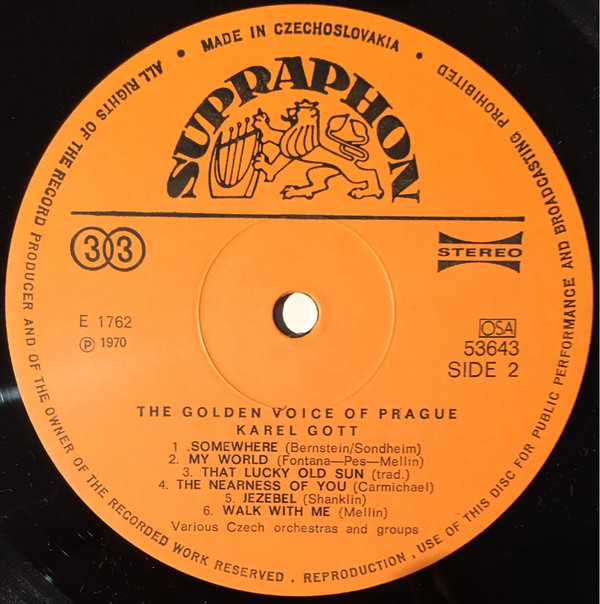 MADE IN CZECHOSLOVAKIA
ALL RIGHTS OF THE RECORD PRODUCER AND OF THE OWNER OF THE RECORDED WORK RESERVED . REPRODUCTION , USE OF THIS DISC FOR PUBLIC PERFORMANCE AND BROADCASTING PROHIBITED
SUPRAPHON
33
STEREO
E 1762
Ⓟ 1970
OSA
53643
SIDE 2
THE GOLDEN VOICE OF PRAGUE
KAREL GOTT
1 .SOMEWHERE (Bernstein/Sondheim)
2. MY WORLD (Fontana—Pes—Mellin)
3. THAT LUCKY OLD SUN (trad.)
4. THE NEARNESS OF YOU (Carmichael)
5. JEZEBEL (Shanklin)
6. WALK WITH ME (Mellin)
Various Czech orchestras and groups